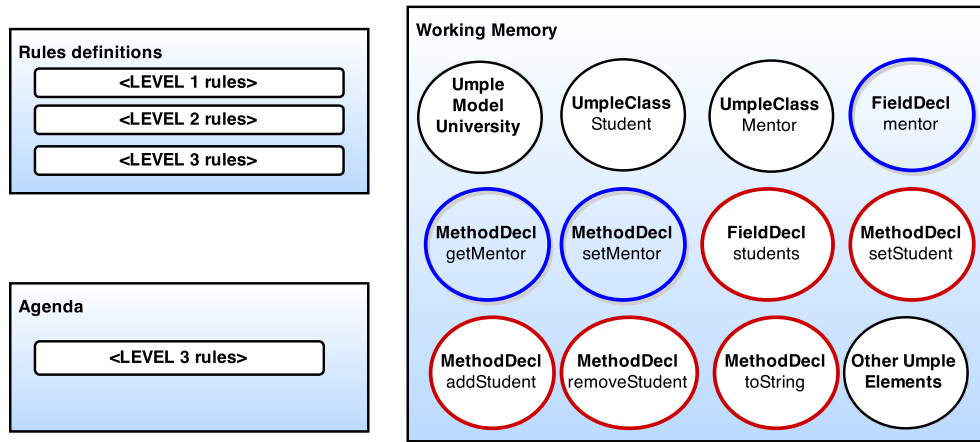 Rules definitions
<LEVEL 1 rules>
<LEVEL 2 rules>
<LEVEL 3 rules>
Agenda
<LEVEL 3 rules>
Working Memory
Umple
Model
University
UmpleClass
Student
UmpleClass
Mentor
FieldDecl
mentor
MethodDecl
getMentor
MethodDecl
setMentor
FieldDecl
students
MethodDecl
setStudent
MethodDecl
addStudent
MethodDecl
removeStudent
MethodDecl
toString
Other Umple
Elements